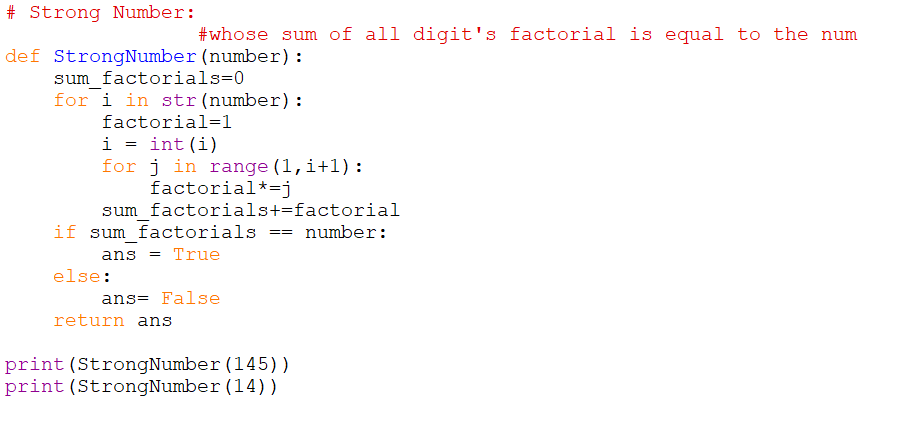 # Strong Number:
                #whose sum of all digit's factorial is equal to the num
def StrongNumber(number):
    sum_factorials=0
    for i in str(number):
        factorial=1
        i = int(i)
        for j in range(1,i+1):
            factorial*=j
        sum_factorials+=factorial
    if sum_factorials == number:
        ans = True
    else:
        ans= False
    return ans

print(StrongNumber(145))
print(StrongNumber(14))